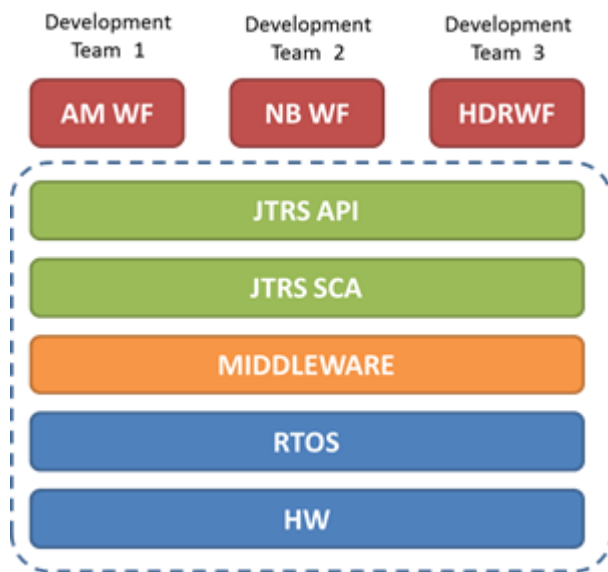 Development
Team 1
Development
Team 2
Development
Team 3
AM WF
NB WF
HDRWF
JTRS API
JTRS SCA
MIDDLEWARE
RTOS
HW